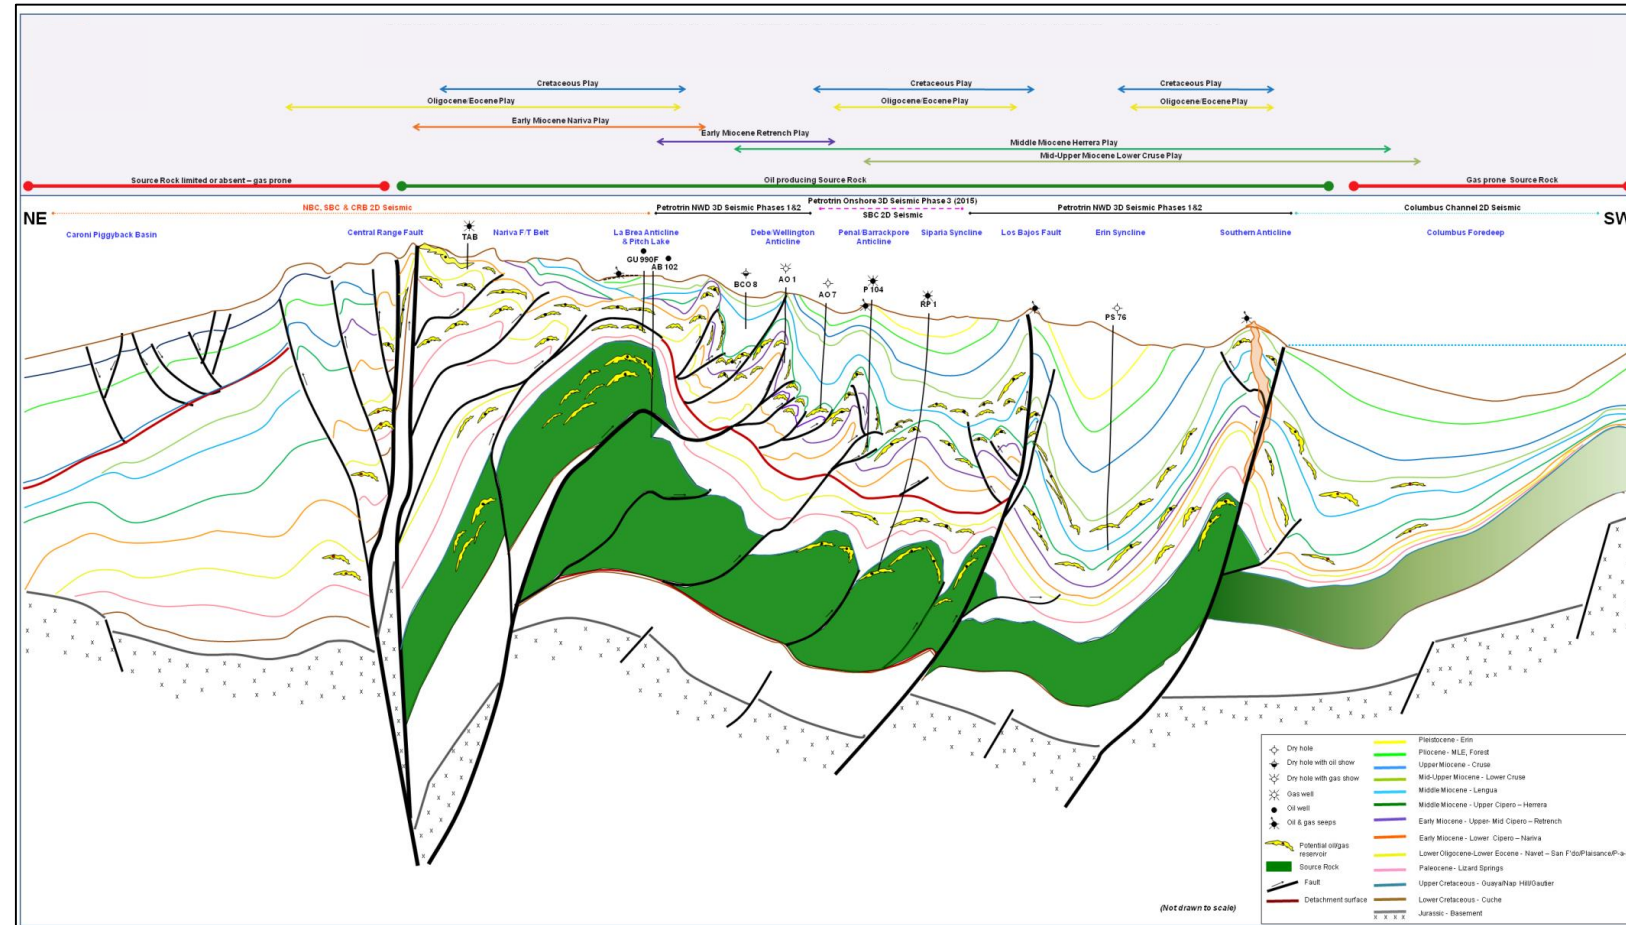 Cretaceous Play
Cretaceous Play
Cretaceous Play
Oligocene/Eocene Play
Oligocene/Eocene Play
Oligocene/Eocene Play
Early Miocene Nariva Play
Early Miocene Retrench Play
Middle Miocene Herrera Play
Mid-Upper Miocene Lower Cruse Play
Source Rock limited or absent – gas prone
Oil producing Source Rock
Gas prone Source Rock
NE
NBC, SBC & CRB 2D Seismic
Petrotrin NWD 3D Seismic Phases 1&2
Petrotrin Onshore 3D Seismic Phase 3 (2015)
SBC 2D Seismic
Petrotrin NWD 3D Seismic Phases 1&2
Columbus Channel 2D Seismic
SW
Caroni Piggyback Basin
Central Range Fault
Nariva F/T Belt
La Brea Anticline
& Pitch Lake
Debe/Wellington
Anticline
Penal/Barrackpore
Anticline
Siparia Syncline
Los Bajos Fault
Erin Syncline
Southern Anticline
Columbus Foredeep
TAB
GU 990F
AB 102
BCO 8
AO 1
AO 7
P 104
RP 1
PS 76
Dry hole
Dry hole with oil show
Dry hole with gas show
Gas well
Oil well
Oil & gas seeps
Potential oil/gas
reservoir
Source Rock
Fault
Detachment surface
Pleistocene - Erin
Pliocene - MLE, Forest
Upper Miocene - Cruse
Mid-Upper Miocene - Lower Cruse
Middle Miocene - Lengua
Middle Miocene - Upper Cipero – Herrera
Early Miocene - Upper- Mid Cipero – Retrench
Early Miocene - Lower Cipero – Nariva
Lower Oligocene-Lower Eocene - Navet – San F'do/Plaisance/P-a-
Paleocene - Lizard Springs
Upper Cretaceous - Guaya/Nap Hill/Gautier
Lower Cretaceous - Cuche
Jurassic - Basement
(Not drawn to scale)